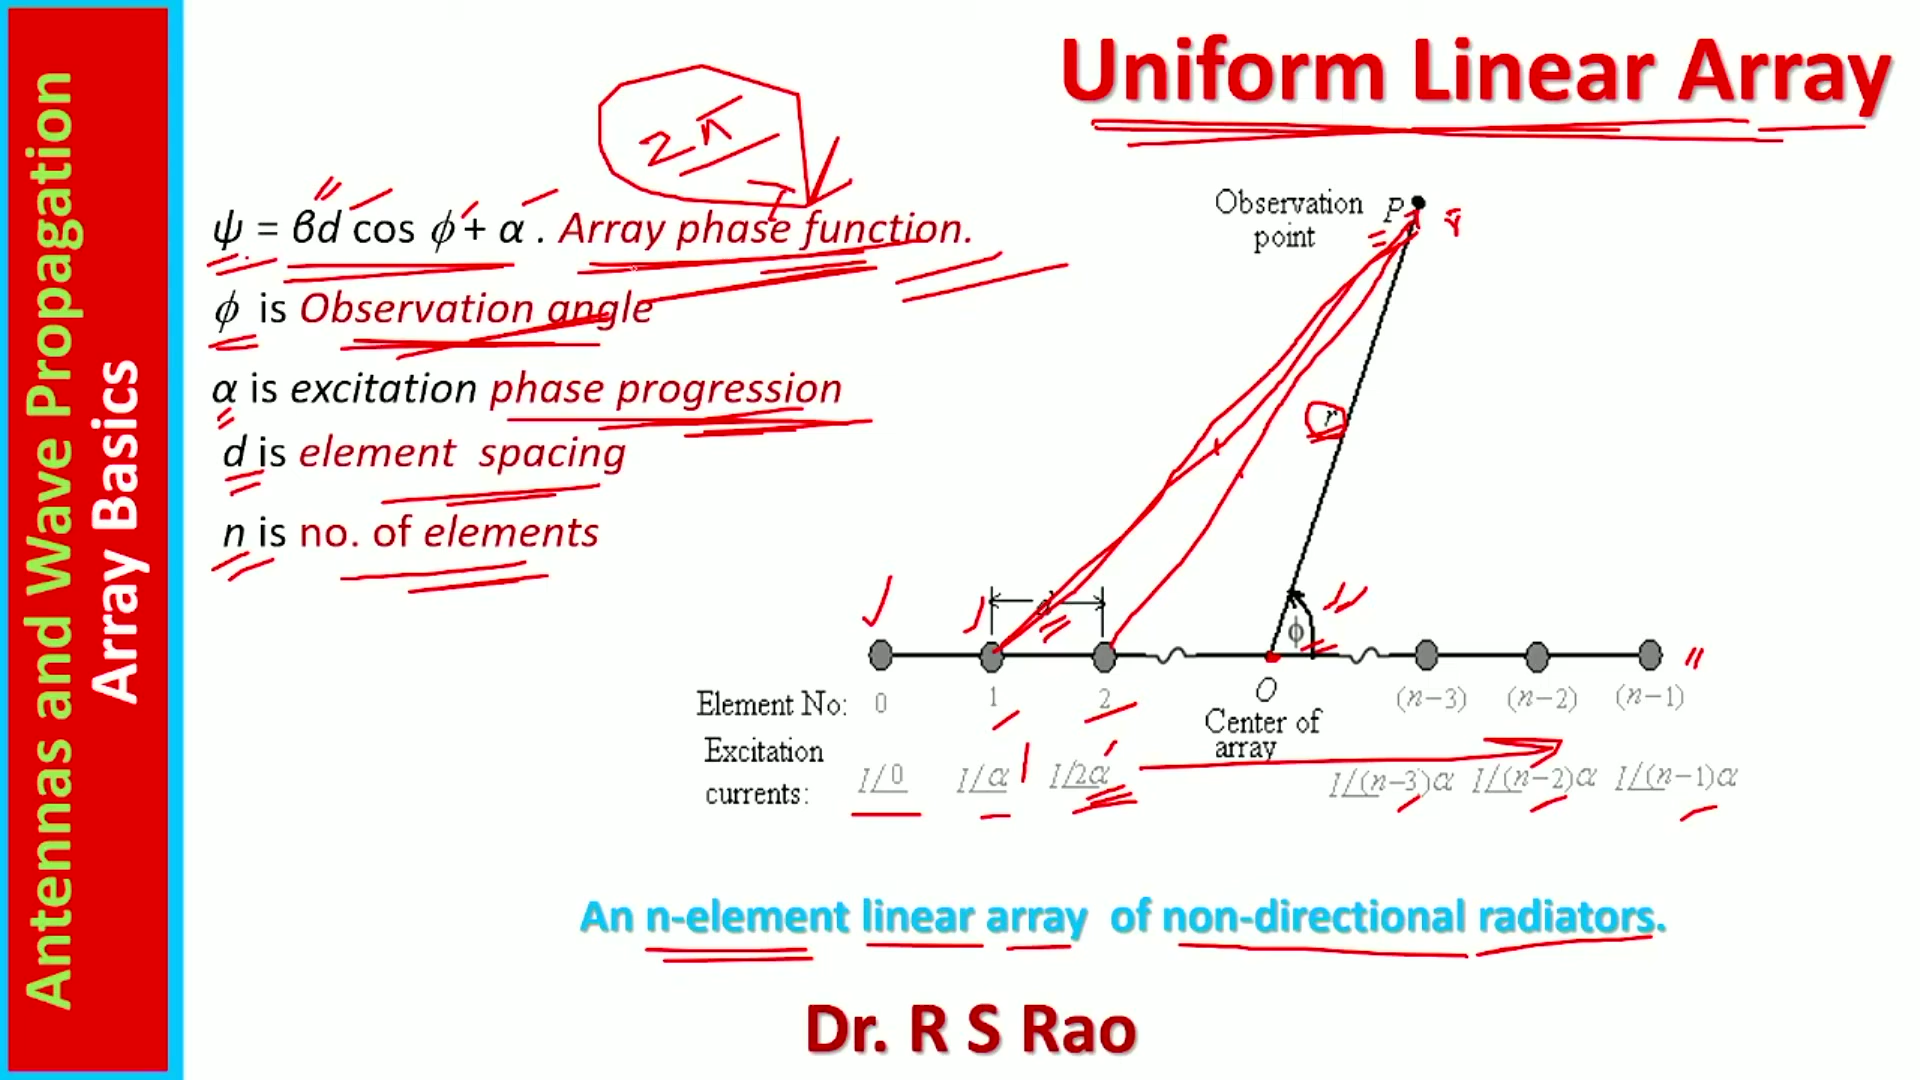 Antennas and Wave Propagation
Array Basics
Uniform Linear Array
2π
ψ = βd cos ϕ + α . Array phase function.
ϕ is Observation angle
α is excitation phase progression
d is element spacing
n is no. of elements
Observation point P
r
d
ϕ
O
Center of array
Element No: 0 1 2 (n−3) (n−2) (n−1)
Excitation currents: I/0 I/α I/2α I/(n−3)α I/(n−2)α I/(n−1)α
An n-element linear array of non-directional radiators.
Dr. R S Rao